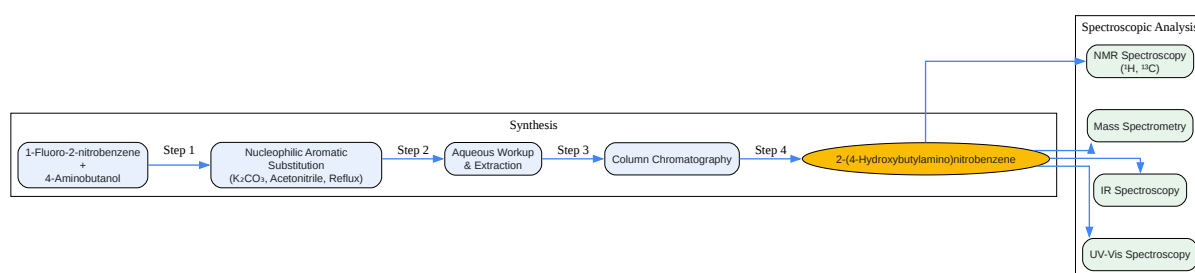 Synthesis
1-Fluoro-2-nitrobenzene
+
4-Aminobutanol
Step 1
Nucleophilic Aromatic
Substitution
(K₂CO₃, Acetonitrile, Reflux)
Step 2
Aqueous Workup
& Extraction
Step 3
Column Chromatography
Step 4
2-(4-Hydroxybutylamino)nitrobenzene
Spectroscopic Analysis
NMR Spectroscopy
(¹H, ¹³C)
Mass Spectrometry
IR Spectroscopy
UV-Vis Spectroscopy